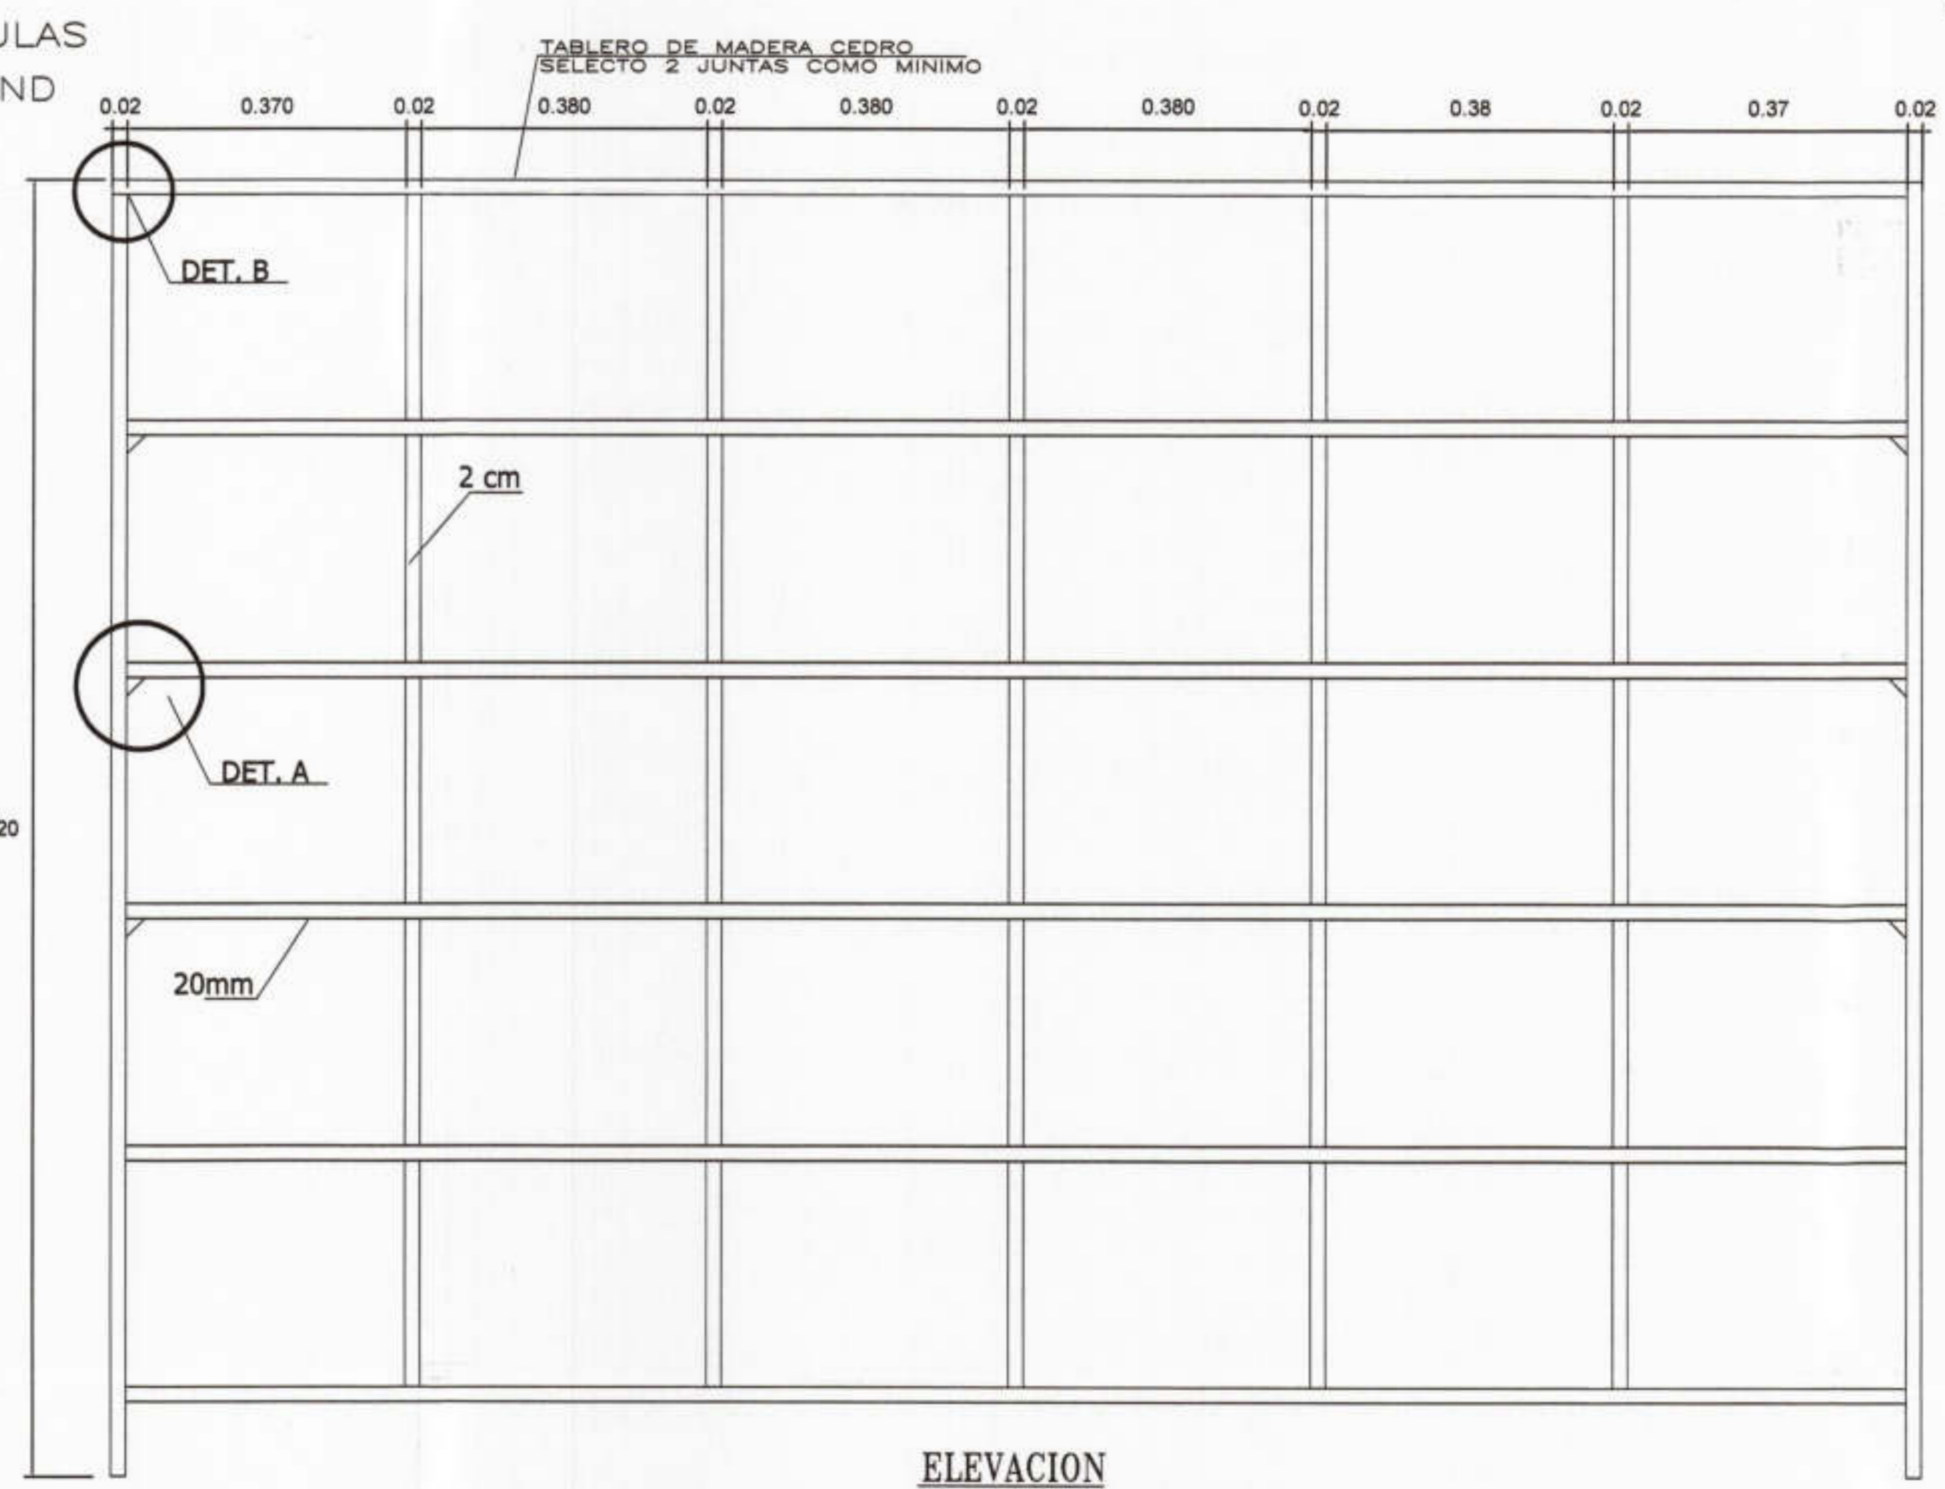 ULAS
ND
TABLERO DE MADERA CEDRO
SELECTO 2 JUNTAS COMO MINIMO
0.02 0.370 0.02 0.380 0.02 0.380 0.02 0.380 0.02 0.38 0.02 0.37 0.02
DET. B
2 cm
DET. A
20
20mm
ELEVACION